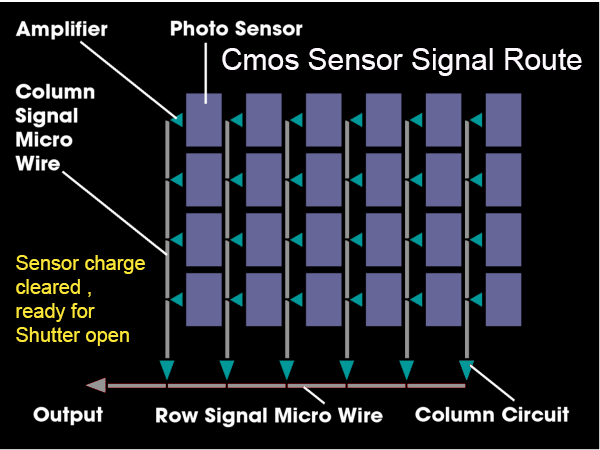 Amplifier
Photo Sensor
Cmos Sensor Signal Route
Column
Signal
Micro
Wire
Sensor charge
cleared ,
ready for
Shutter open
Output
Row Signal Micro Wire
Column Circuit